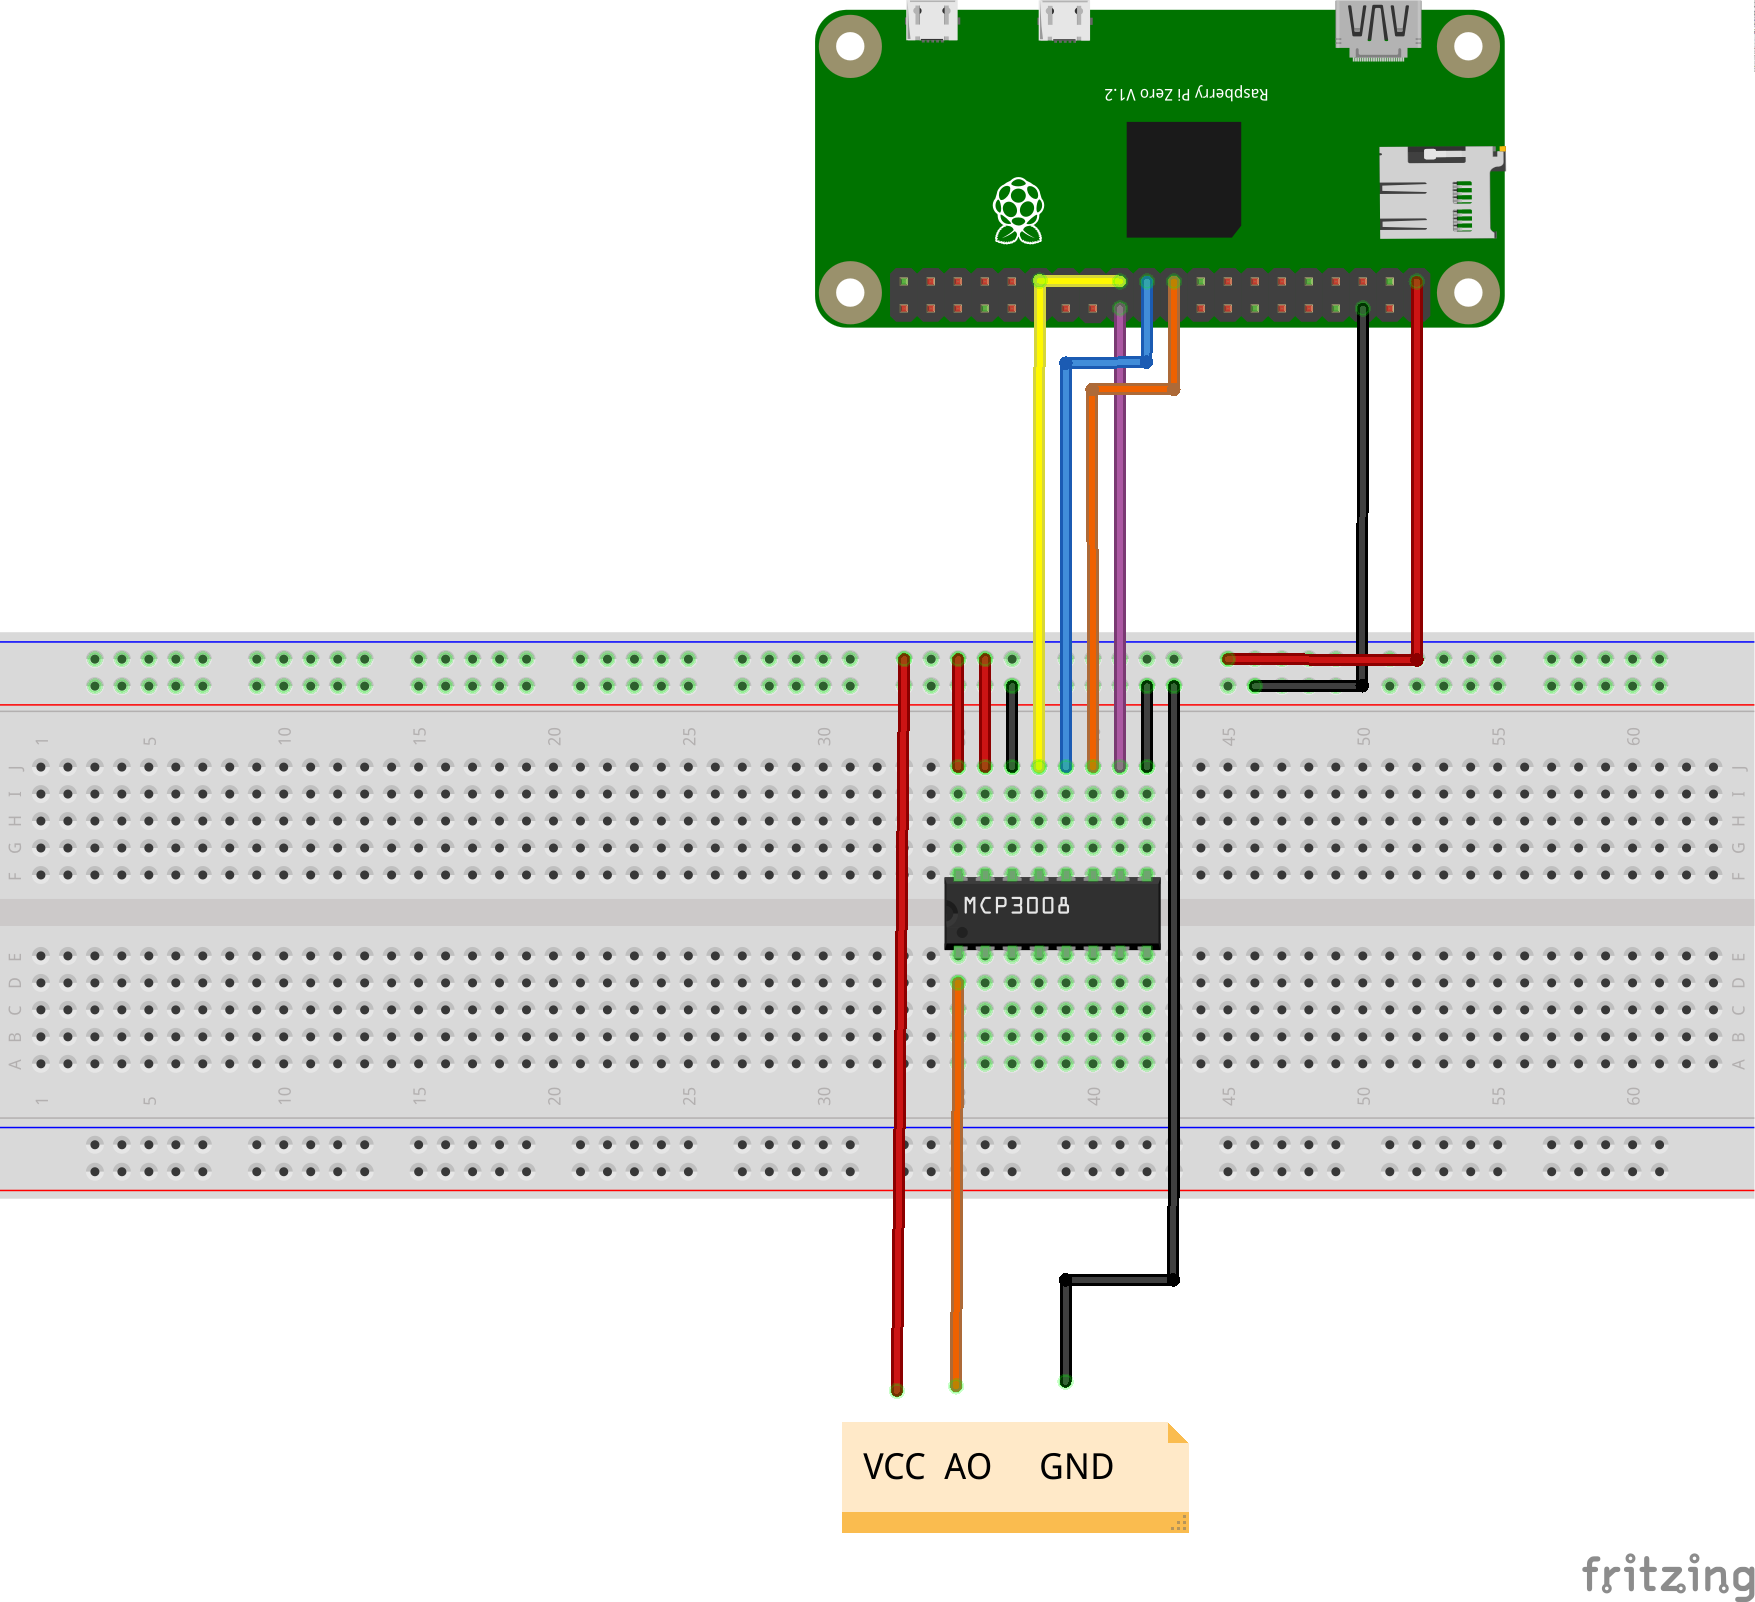 Raspberry Pi Zero V1.2
1 5 10 15 20 25 30 45 50 55 60
J J
I I
H H
G G
F F
MCP3008
E E
D D
C C
B B
A A
1 5 10 15 20 25 30 40 45 50 55 60
VCC AO GND
fritzing